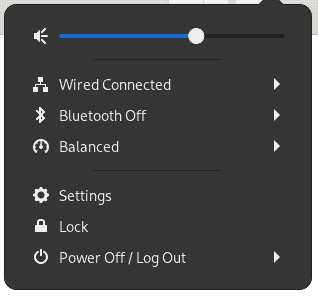 Wired Connected
Bluetooth Off
Balanced
Settings
Lock
Power Off / Log Out